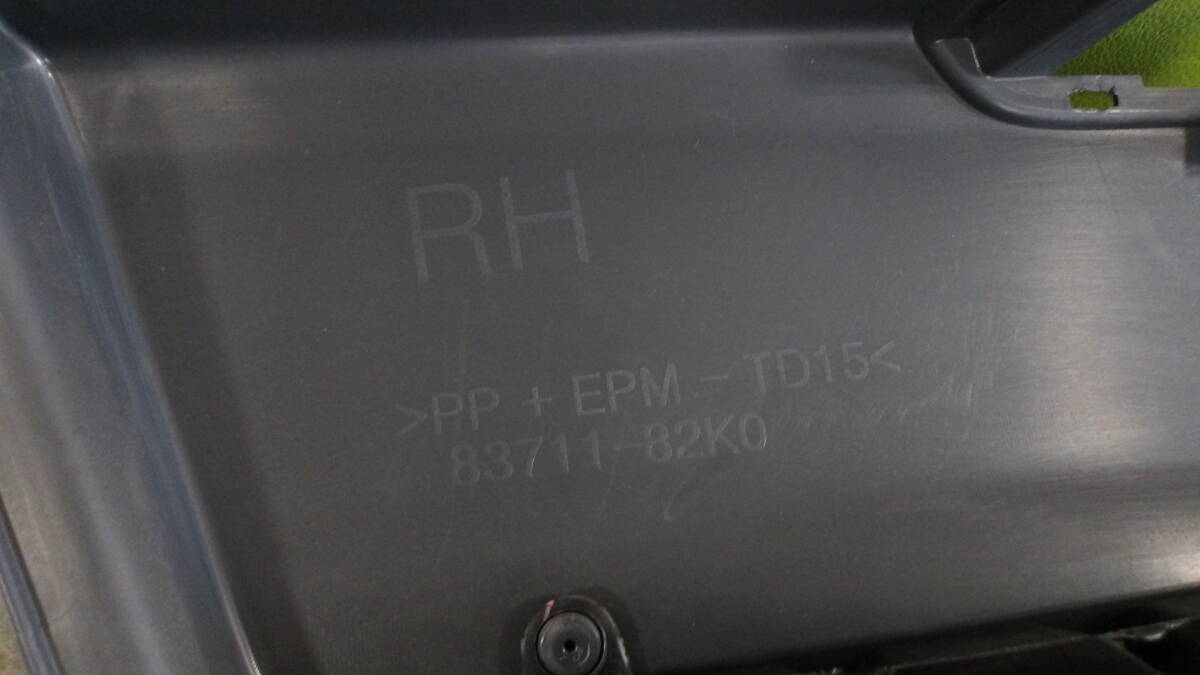 RH
>PP + EPM - TD15<
83711-82K0